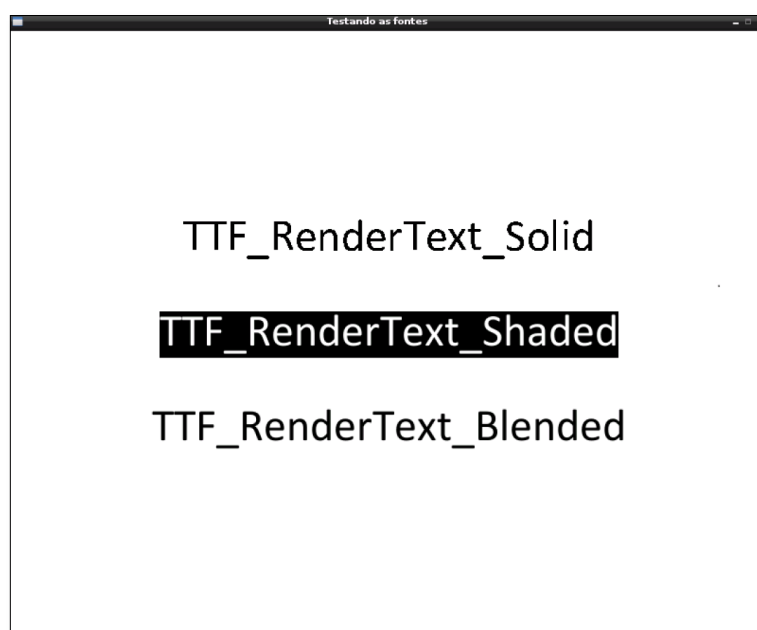 Testando as fontes
TTF_RenderText_Solid
TTF_RenderText_Shaded
TTF_RenderText_Blended